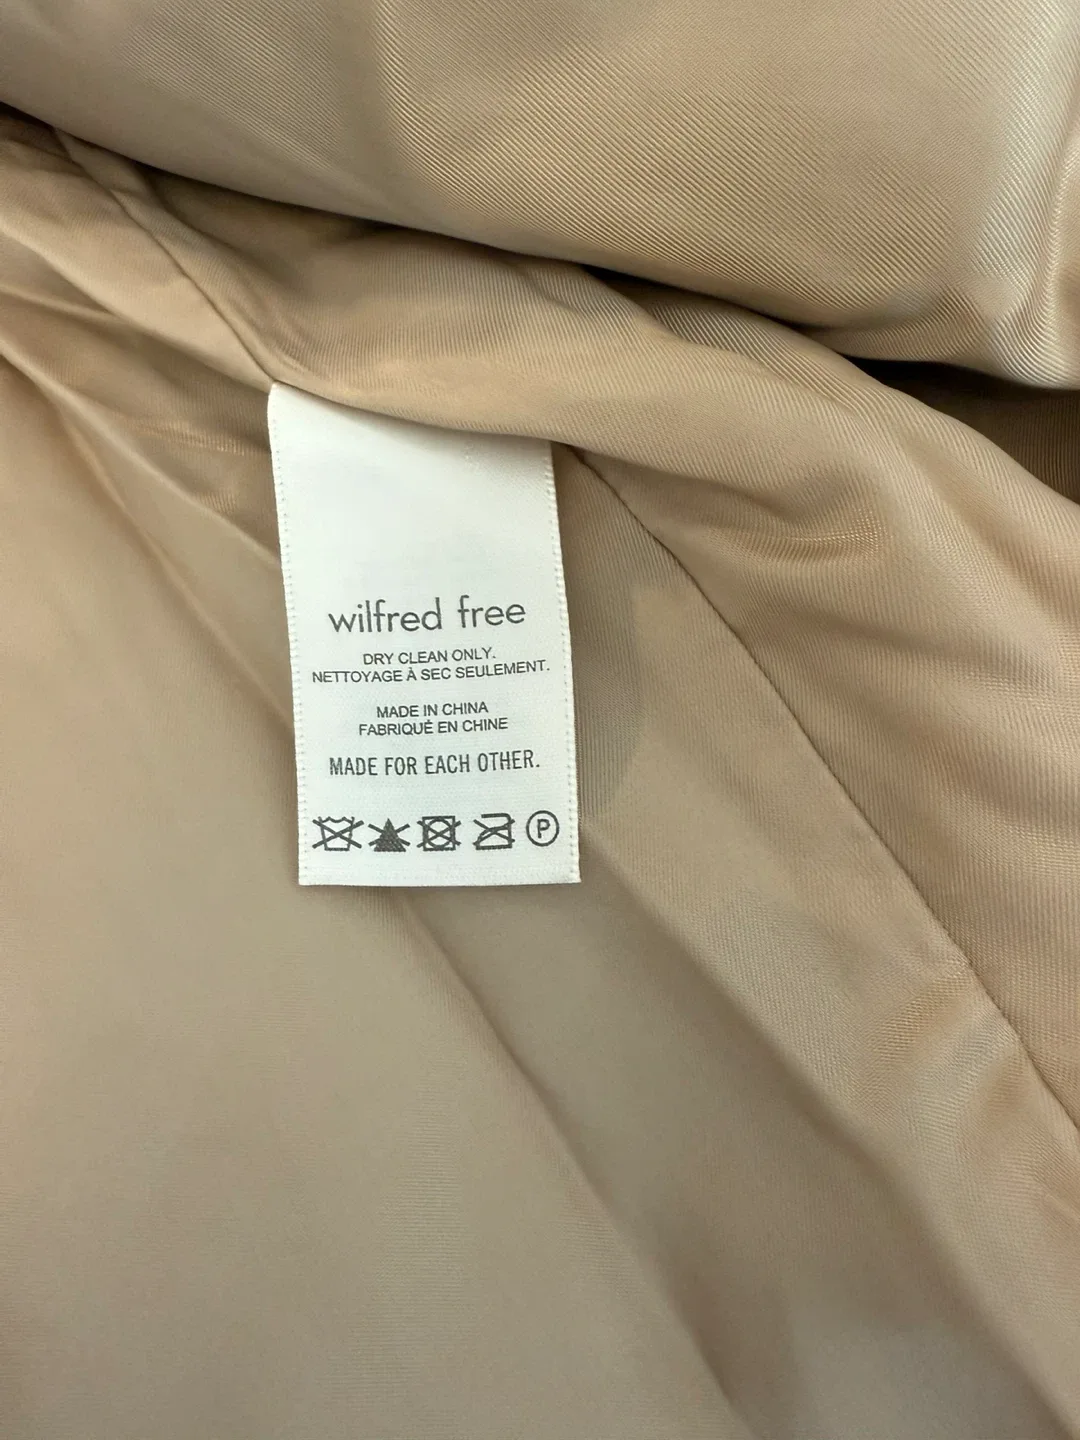 wilfred free
DRY CLEAN ONLY.
NETTOYAGE À SEC SEULEMENT.
MADE IN CHINA
FABRIQUÉ EN CHINE
MADE FOR EACH OTHER.
P